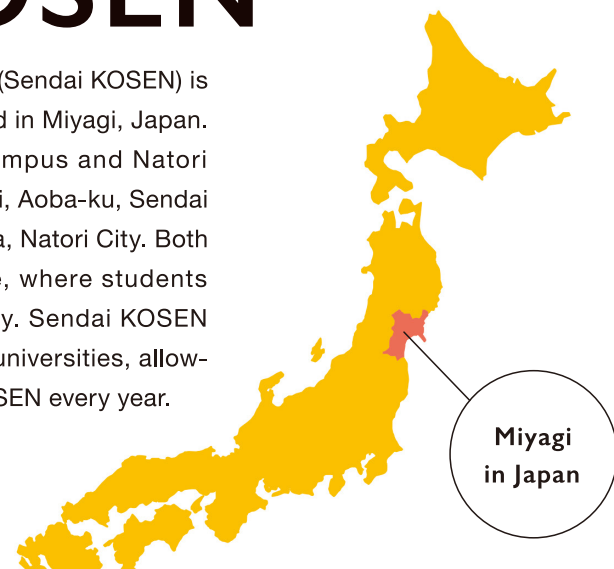 OSEN
(Sendai KOSEN) is
d in Miyagi, Japan.
mpus and Natori
i, Aoba-ku, Sendai
a, Natori City. Both
e, where students
y. Sendai KOSEN
universities, allow-
SEN every year.
Miyagi
in Japan